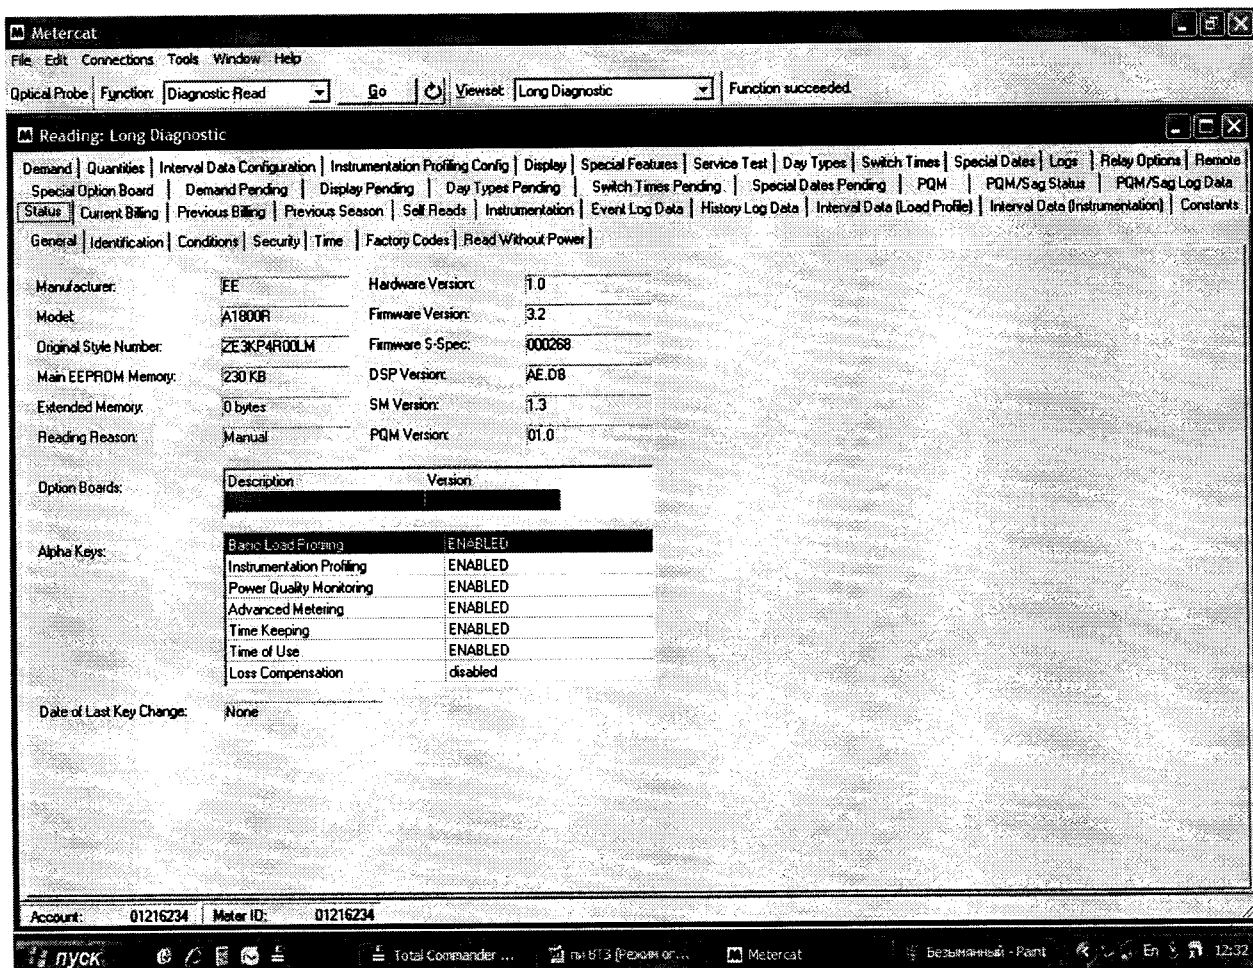 Metercat
File Edit Connections Tools Window Help
Optical Probe Function: Diagnostic Read Go Viewset: Long Diagnostic Function succeeded.
Reading: Long Diagnostic
Demand Quantities Interval Data Configuration Instrumentation Profiling Config Display Special Features Service Test Day Types Switch Times Special Dates Logs Relay Options Remote
Special Option Board Demand Pending Display Pending Day Types Pending Switch Times Pending Special Dates Pending PQM PQM/Sag Status PQM/Sag Log Data
Status Current Billing Previous Billing Previous Season Self Reads Instrumentation Event Log Data History Log Data Interval Data (Load Profile) Interval Data (Instrumentation) Constants
General Identification Conditions Security Time Factory Codes Read Without Power
Manufacturer: EE Hardware Version: 1.0
Model: A1800R Firmware Version: 3.2
Original Style Number: ZE3KP4R00LM Firmware S-Spec: 000268
Main EEPROM Memory: 230 KB DSP Version: AE.D8
Extended Memory: 0 bytes SM Version: 1.3
Reading Reason: Manual PQM Version: 01.0
Option Boards: Description Version
Alpha Keys: Basic Load Profiling ENABLED
Instrumentation Profiling ENABLED
Power Quality Monitoring ENABLED
Advanced Metering ENABLED
Time Keeping ENABLED
Time of Use ENABLED
Loss Compensation disabled
Date of Last Key Change: None
Account: 01216234 Meter ID: 01216234
пуск Total Commander ... Metercat Безымянный - Paint En 12:32